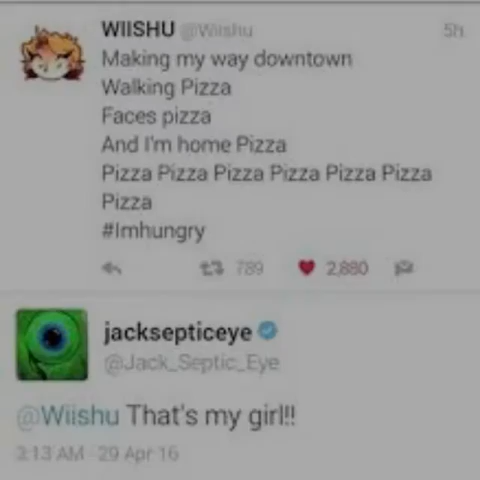 WIISHU @Wiishu 5h
Making my way downtown
Walking Pizza
Faces pizza
And I'm home Pizza
Pizza Pizza Pizza Pizza Pizza Pizza
Pizza
#Imhungry
789 2,880
jacksepticeye
@Jack_Septic_Eye
@Wiishu That's my girl!!
3:13 AM · 29 Apr 16